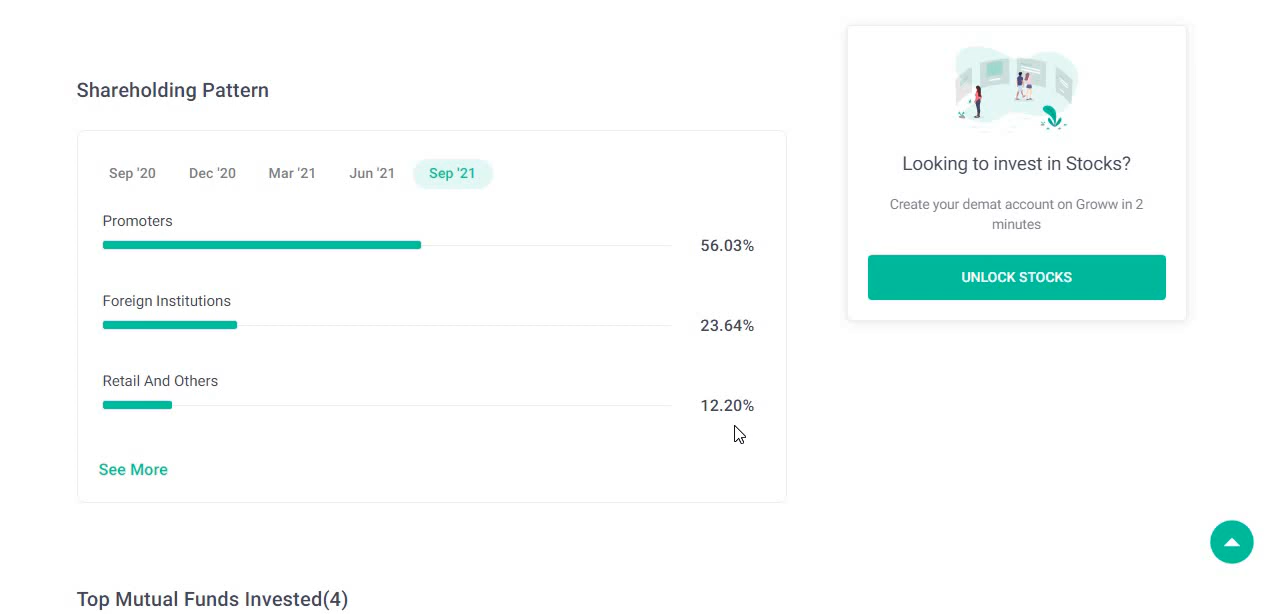 Shareholding Pattern
Sep '20 Dec '20 Mar '21 Jun '21 Sep '21
Promoters
56.03%
Foreign Institutions
23.64%
Retail And Others
12.20%
See More
Top Mutual Funds Invested(4)
Looking to invest in Stocks?
Create your demat account on Groww in 2
minutes
UNLOCK STOCKS